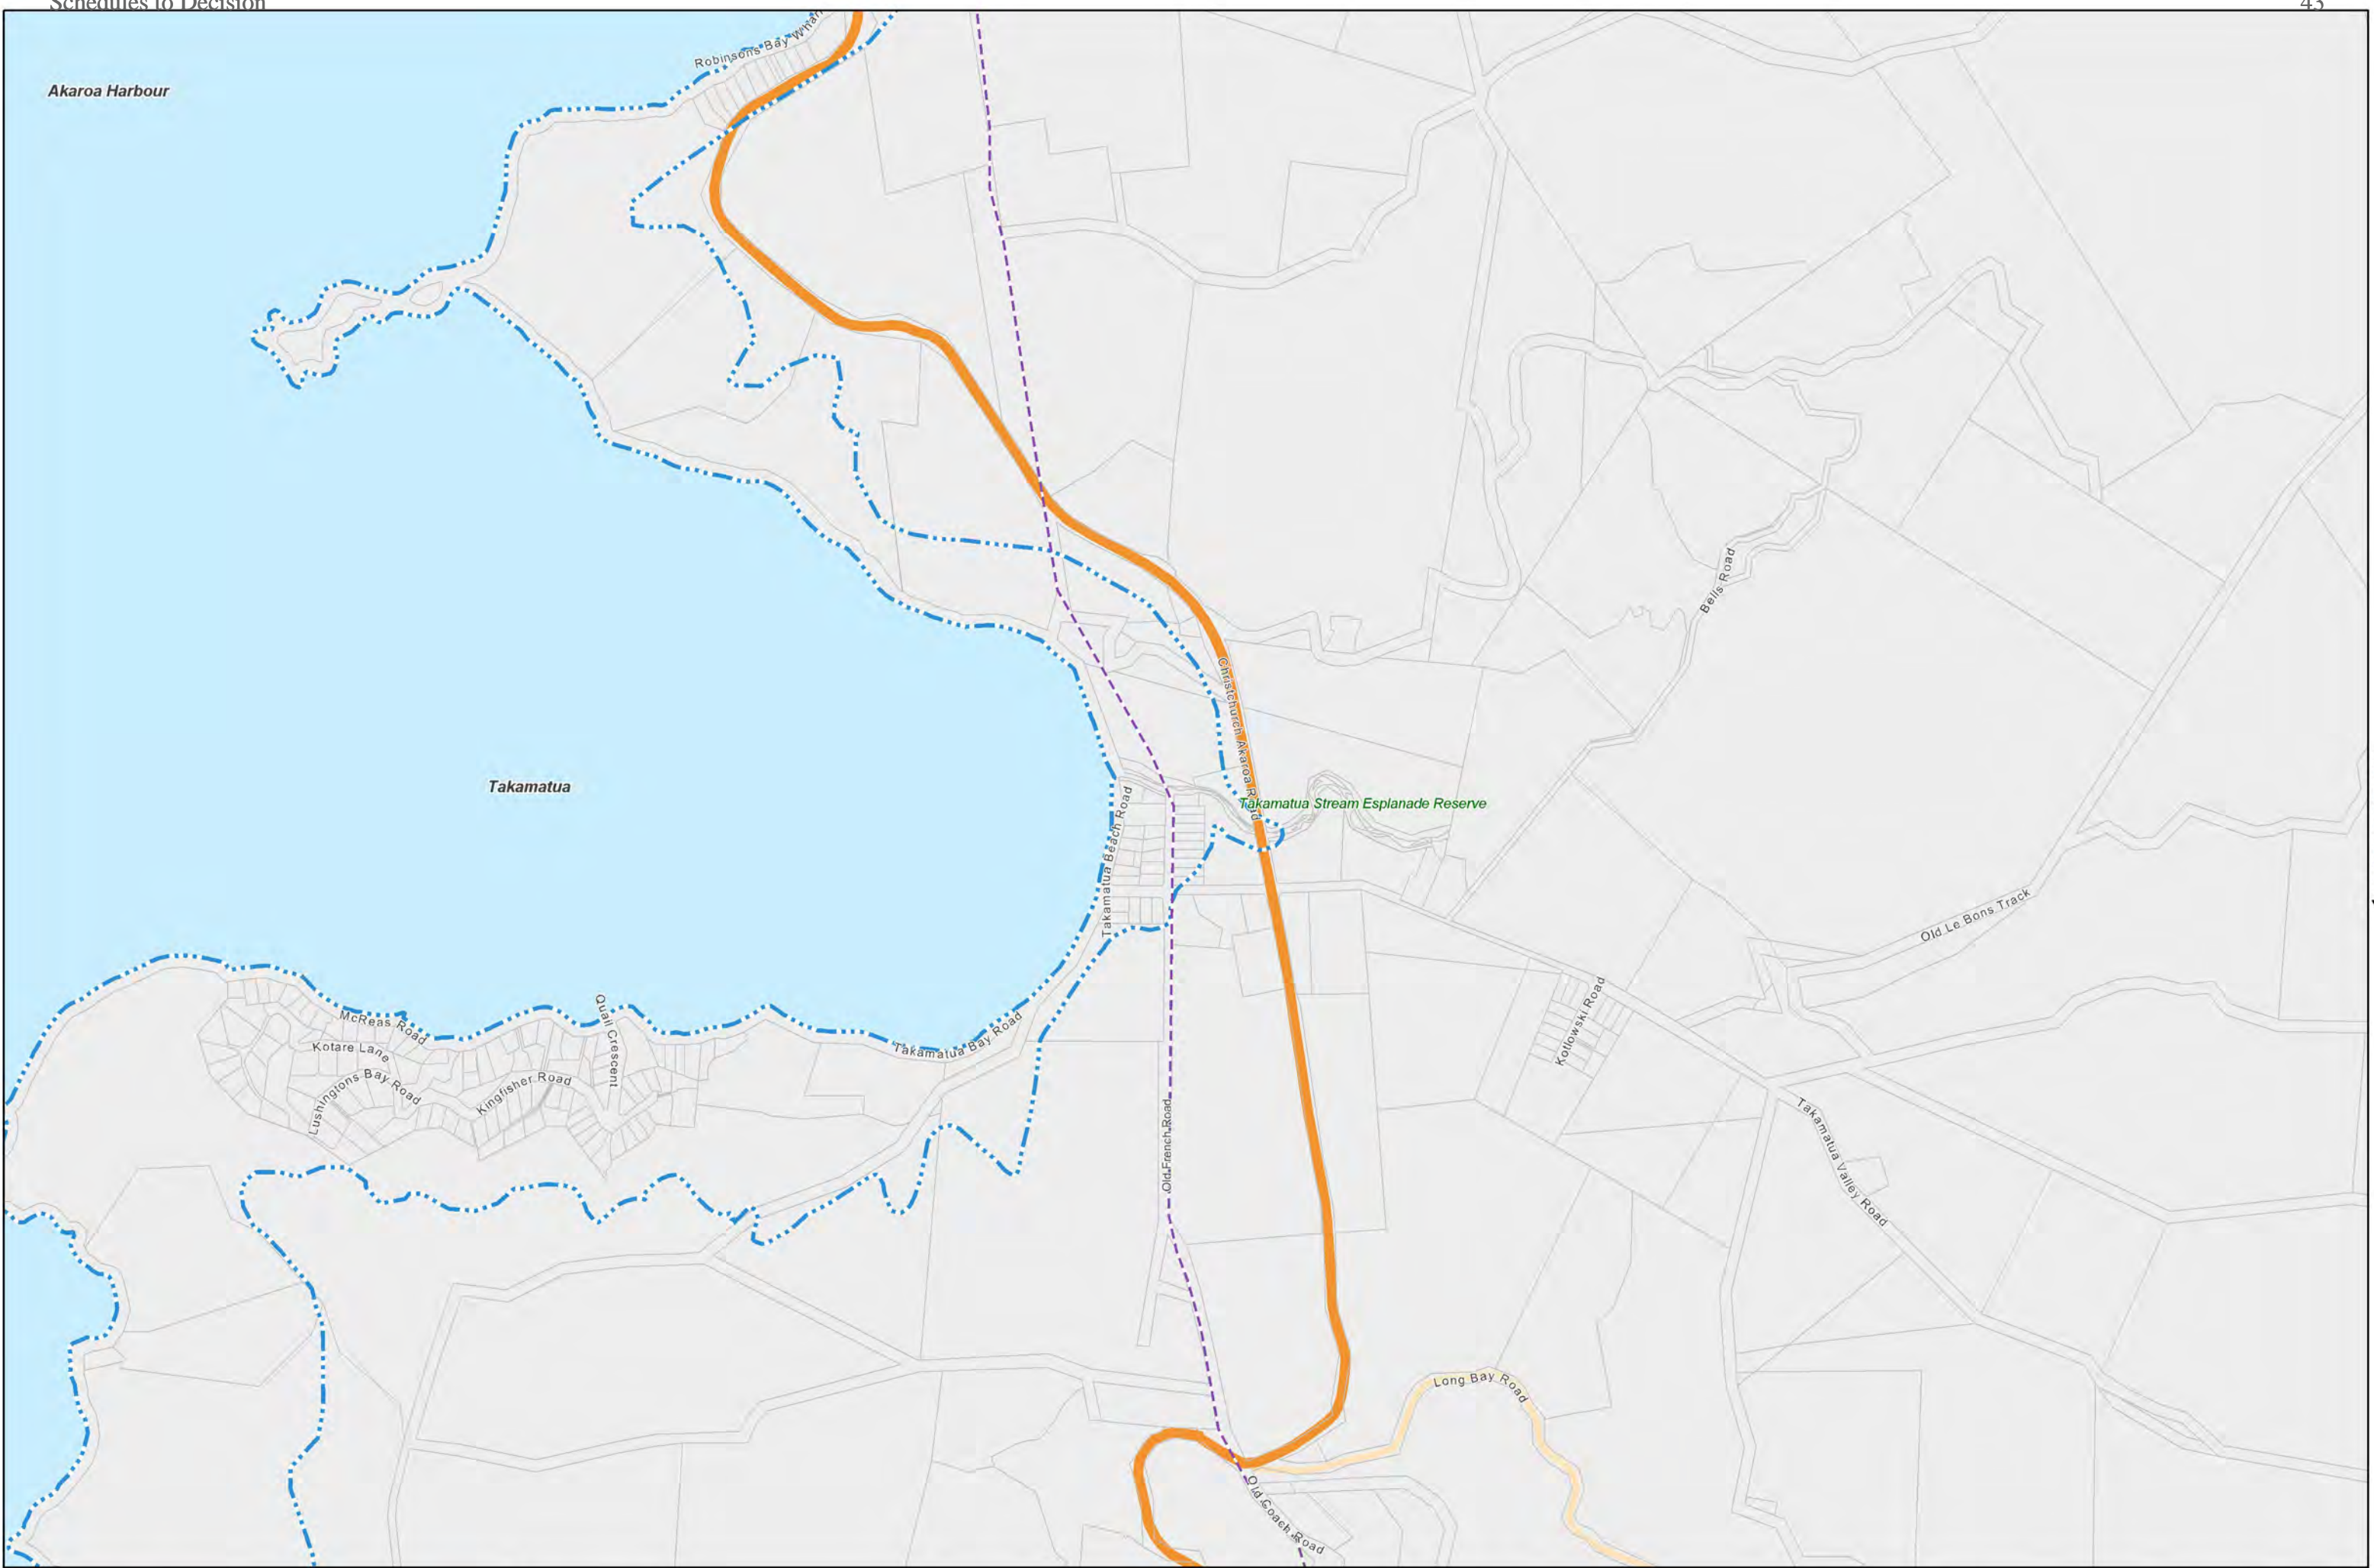 Schedules to Decision
43
Robinsons Bay Whar
Akaroa Harbour
Bells Road
Christchurch Akaroa Road
Takamatua
Takamatua Stream Esplanade Reserve
Takamatua Beach Road
Old Le Bons Track
Quail Crescent
McReas Road
Kotlowski Road
Takamatua Bay Road
Kotare Lane
Lushingtons Bay Road
Kingfisher Road
Old French Road
Takamatua Valley Road
Long Bay Road
Old Coach Road